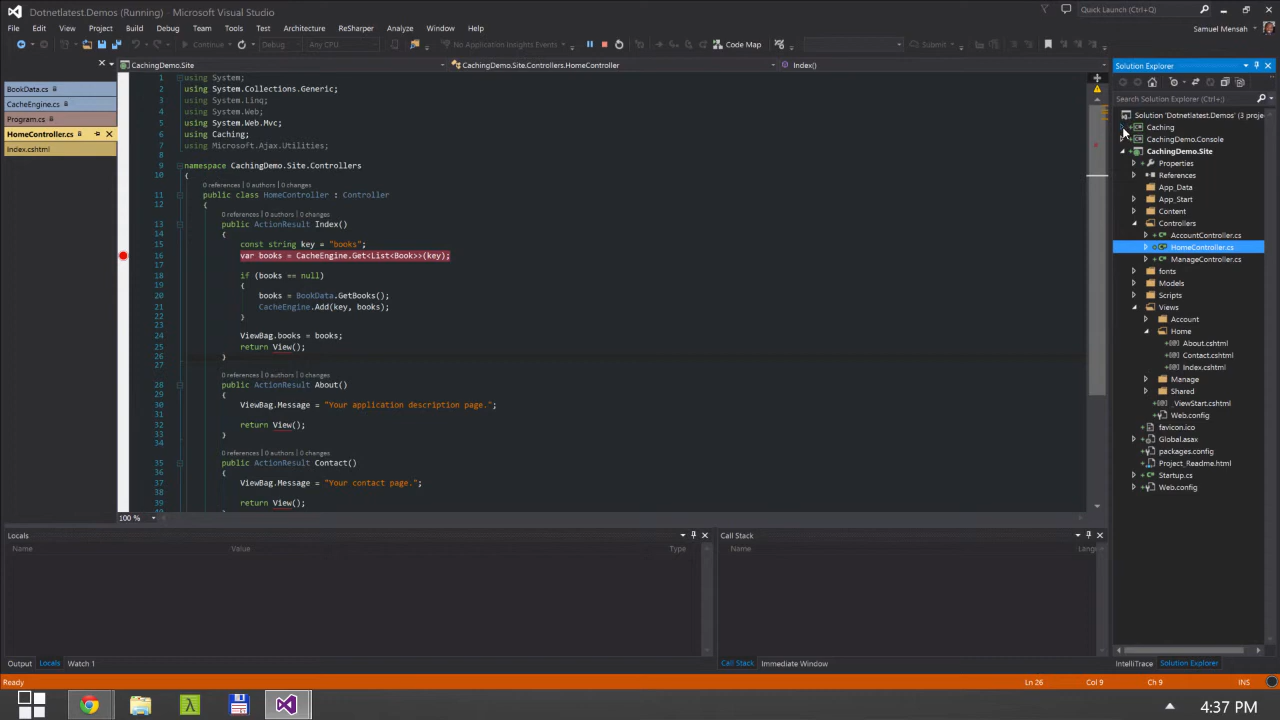 Dotnetlatest.Demos (Running) - Microsoft Visual Studio
Quick Launch (Ctrl+Q)
File Edit View Project Build Debug Team Tools Test Architecture ReSharper Analyze Window Help
Samuel Mensah
Continue Debug Any CPU No Application Insights Events Code Map Submit
CachingDemo.Site
CachingDemo.Site.Controllers.HomeController
Index()
BookData.cs
CacheEngine.cs
Program.cs
HomeController.cs
Index.cshtml
1 using System;
2 using System.Collections.Generic;
3 using System.Linq;
4 using System.Web;
5 using System.Web.Mvc;
6 using Caching;
7 using Microsoft.Ajax.Utilities;
8
9 namespace CachingDemo.Site.Controllers
10 {
0 references | 0 authors | 0 changes
11 public class HomeController : Controller
12 {
0 references | 0 authors | 0 changes
13 public ActionResult Index()
14 {
15 const string key = "books";
16 var books = CacheEngine.Get<List<Book>>(key);
17
18 if (books == null)
19 {
20 books = BookData.GetBooks();
21 CacheEngine.Add(key, books);
22 }
23
24 ViewBag.books = books;
25 return View();
26 }
27
0 references | 0 authors | 0 changes
28 public ActionResult About()
29 {
30 ViewBag.Message = "Your application description page.";
31
32 return View();
33 }
34
0 references | 0 authors | 0 changes
35 public ActionResult Contact()
36 {
37 ViewBag.Message = "Your contact page.";
38
39 return View();
100 %
Solution Explorer
Search Solution Explorer (Ctrl+;)
Solution 'Dotnetlatest.Demos' (3 proje
Caching
CachingDemo.Console
CachingDemo.Site
Properties
References
App_Data
App_Start
Content
Controllers
AccountController.cs
HomeController.cs
ManageController.cs
fonts
Models
Scripts
Views
Account
Home
About.cshtml
Contact.cshtml
Index.cshtml
Manage
Shared
_ViewStart.cshtml
Web.config
favicon.ico
Global.asax
packages.config
Project_Readme.html
Startup.cs
Web.config
Locals
Name Value Type
Call Stack
Name Lang
Output Locals Watch 1
Call Stack Immediate Window
IntelliTrace Solution Explorer
Ready Ln 26 Col 9 Ch 9 INS
4:37 PM